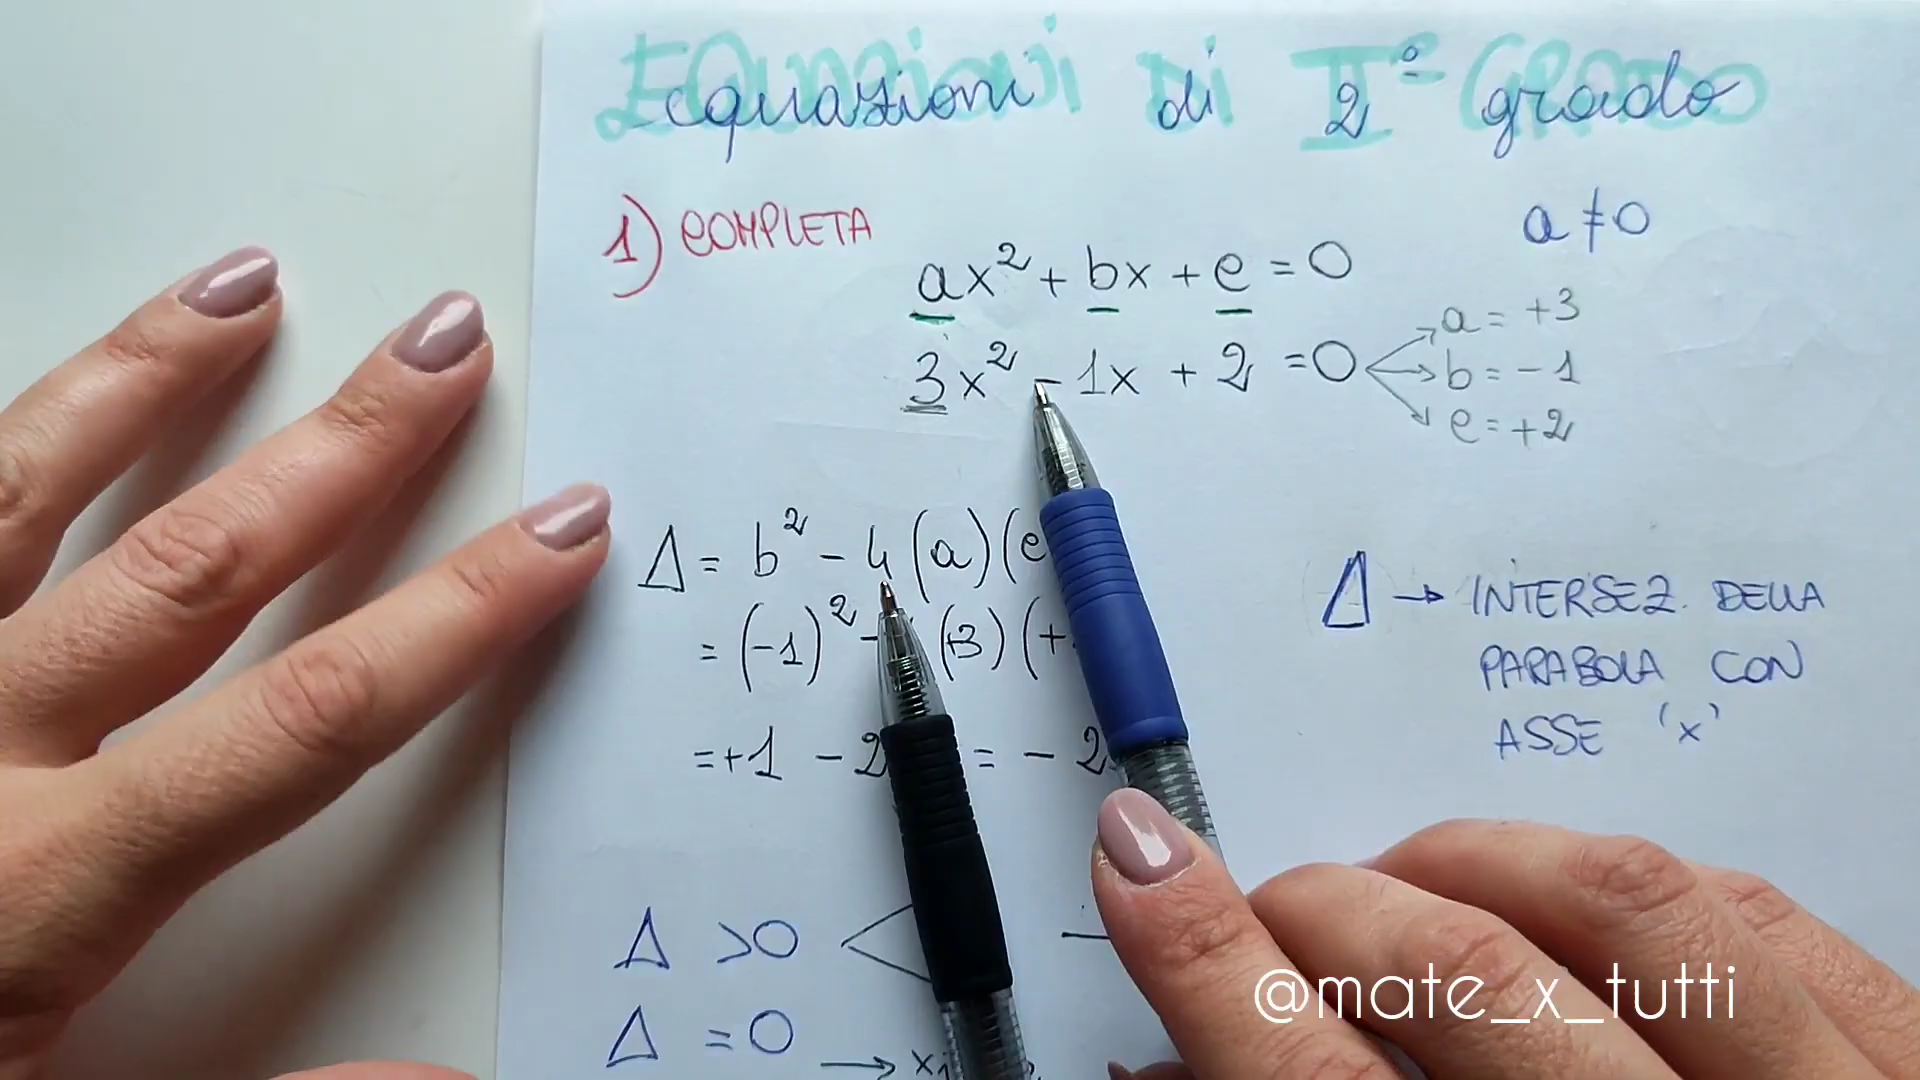 Equazioni di 2° grado
1) COMPLETA
a ≠ 0
ax² + bx + c = 0
3x² - 1x + 2 = 0
a = +3
b = -1
c = +2
Δ = b² - 4(a)(c
= (-1)² - (+3)(+
= +1 - 2 = - 2
Δ → INTERSEZ. DELLA
PARABOLA CON
ASSE 'x'
Δ > 0
Δ = 0 → x
@mate_x_tutti